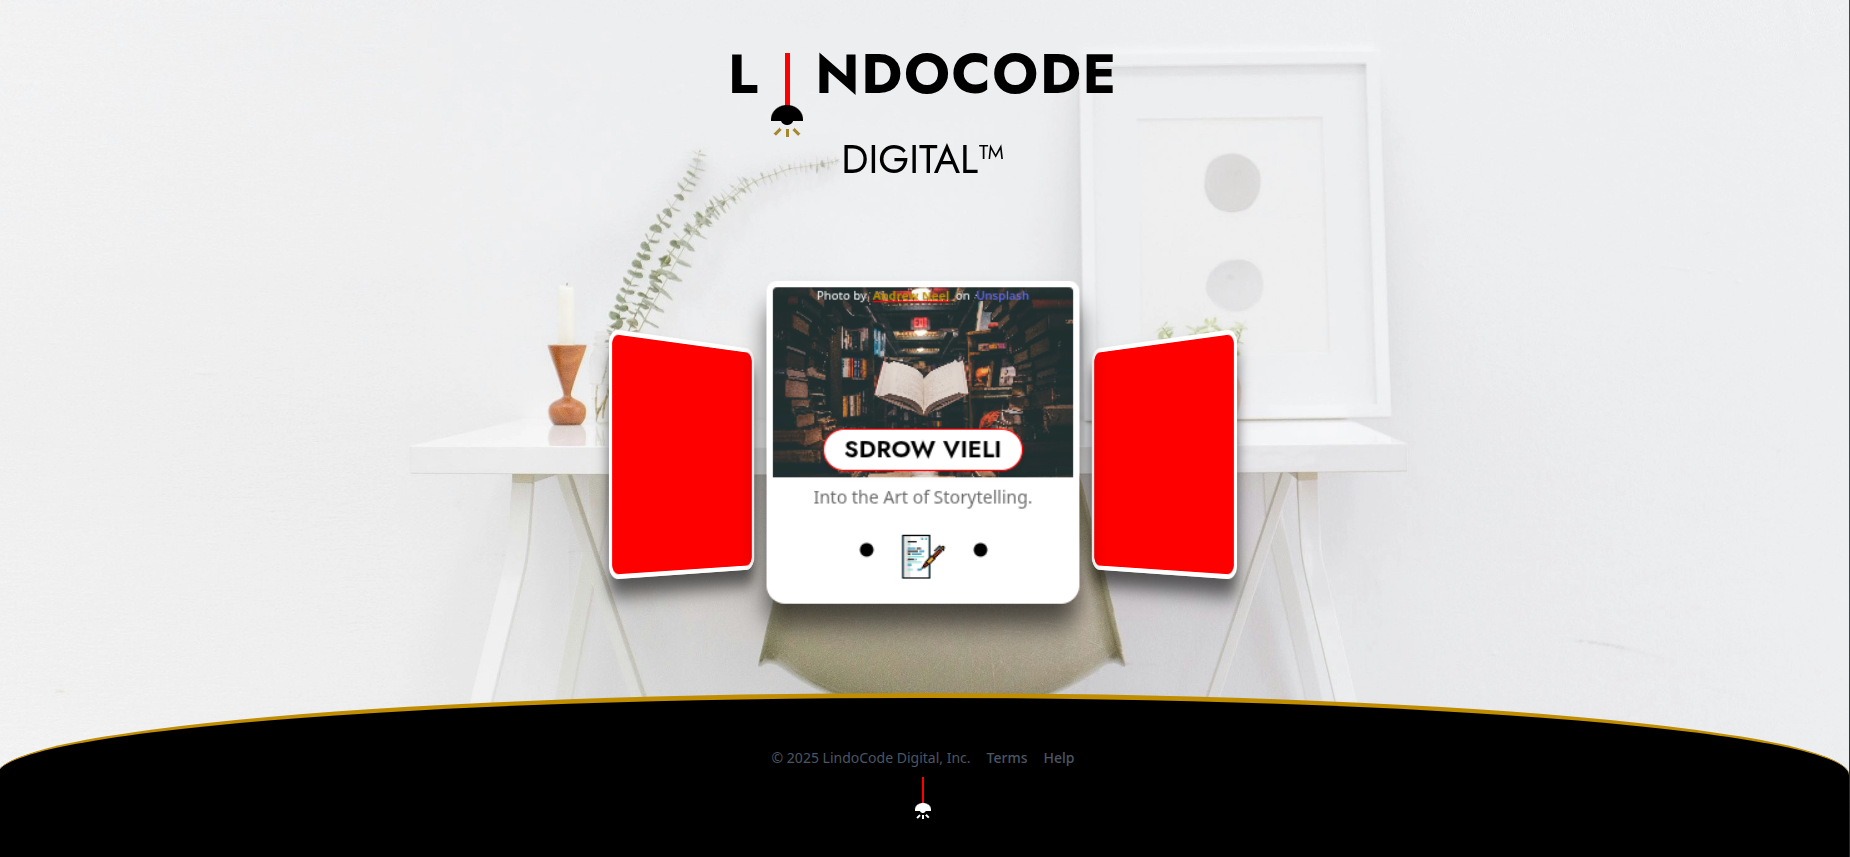 L NDOCODE
DIGITAL™
Photo by Andrew Neel on Unsplash
EXIT
SDROW VIELI
Into the Art of Storytelling.
© 2025 LindoCode Digital, Inc. Terms Help